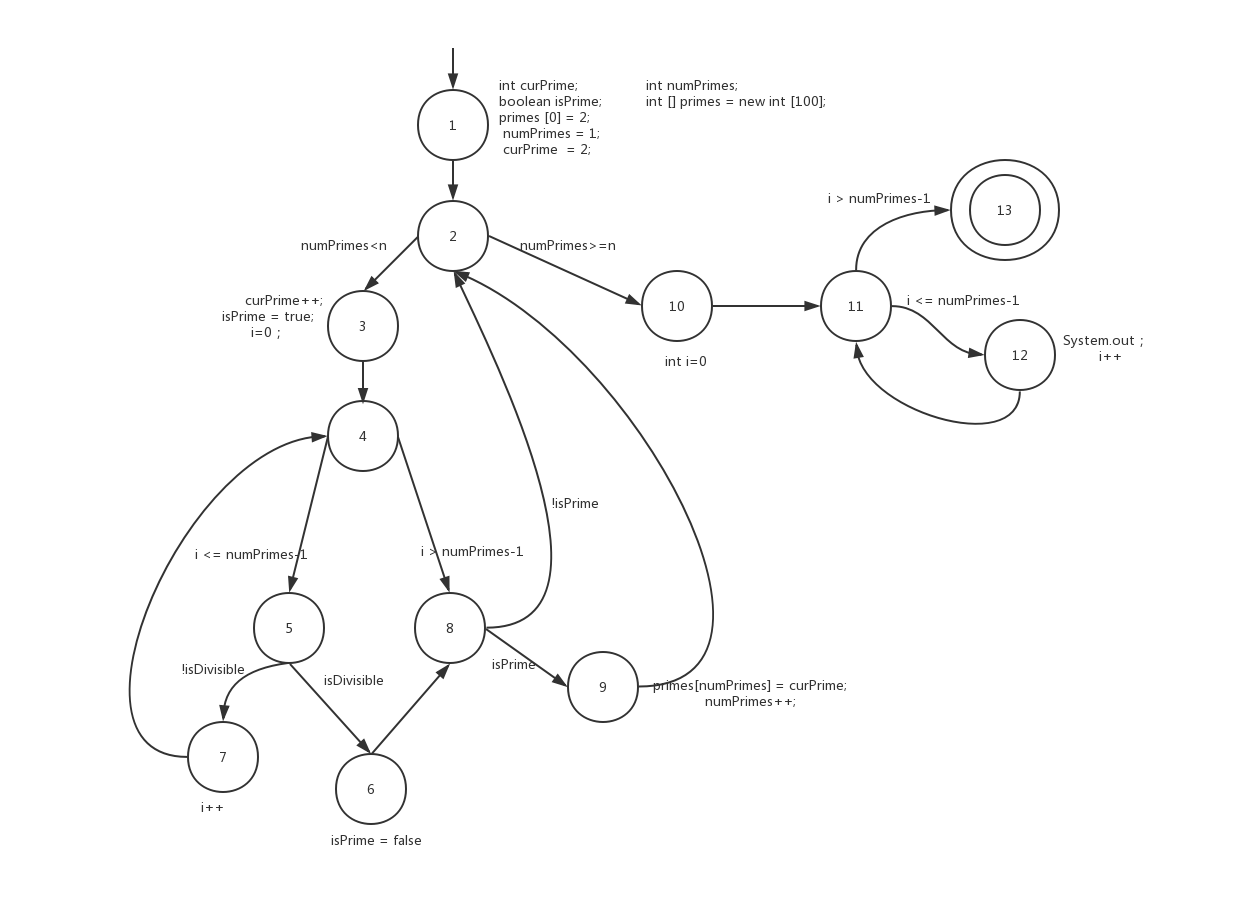 int curPrime;
boolean isPrime;
primes [0] = 2;
numPrimes = 1;
curPrime = 2;
int numPrimes;
int [] primes = new int [100];
1
2
numPrimes<n
numPrimes>=n
curPrime++;
isPrime = true;
i=0 ;
3
10
int i=0
11
i > numPrimes-1
13
i <= numPrimes-1
12
System.out ;
i++
4
!isPrime
i <= numPrimes-1
i > numPrimes-1
5
8
!isDivisible
isDivisible
isPrime
9
primes[numPrimes] = curPrime;
numPrimes++;
7
i++
6
isPrime = false